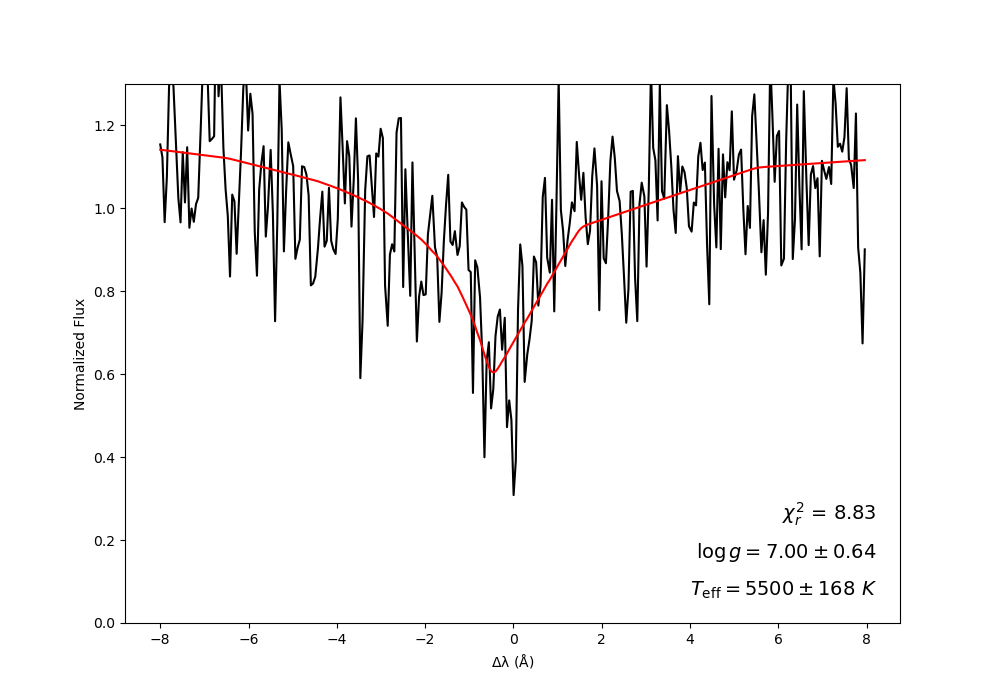 1.2
1.0
0.8
0.6
0.4
0.2
0.0
Normalized Flux
χ²ᵣ = 8.83
log g = 7.00 ± 0.64
T_eff = 5500 ± 168 K
−8 −6 −4 −2 0 2 4 6 8
Δλ (Å)